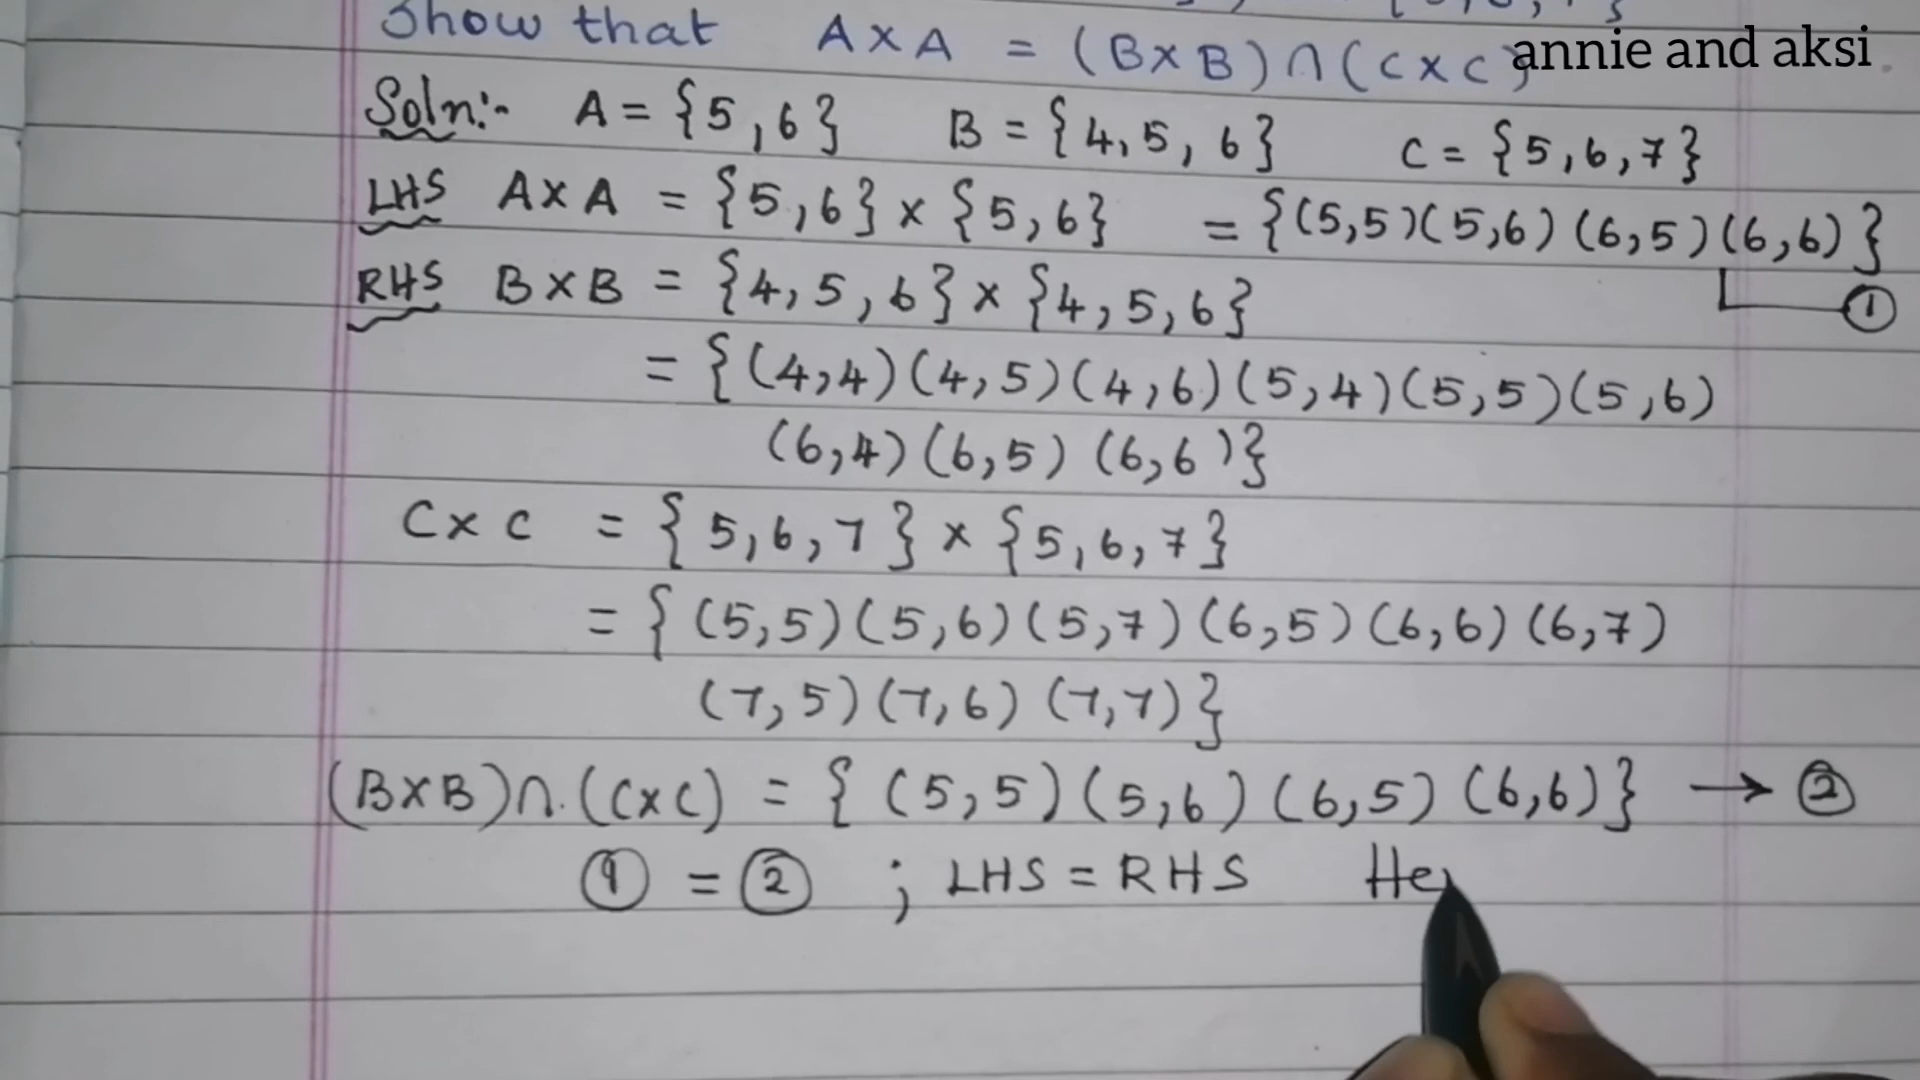 Show that A × A = (B × B) ∩ (C × C)
annie and aksi
Soln:- A = {5, 6} B = {4, 5, 6} C = {5, 6, 7}
LHS A × A = {5, 6} × {5, 6} = {(5,5)(5,6)(6,5)(6,6)}
①
RHS B × B = {4, 5, 6} × {4, 5, 6}
= {(4,4)(4,5)(4,6)(5,4)(5,5)(5,6)
(6,4)(6,5)(6,6)}
C × C = {5, 6, 7} × {5, 6, 7}
= {(5,5)(5,6)(5,7)(6,5)(6,6)(6,7)
(7,5)(7,6)(7,7)}
(B×B)∩.(C×C) = {(5,5)(5,6)(6,5)(6,6)} → ②
① = ② ; LHS = RHS He